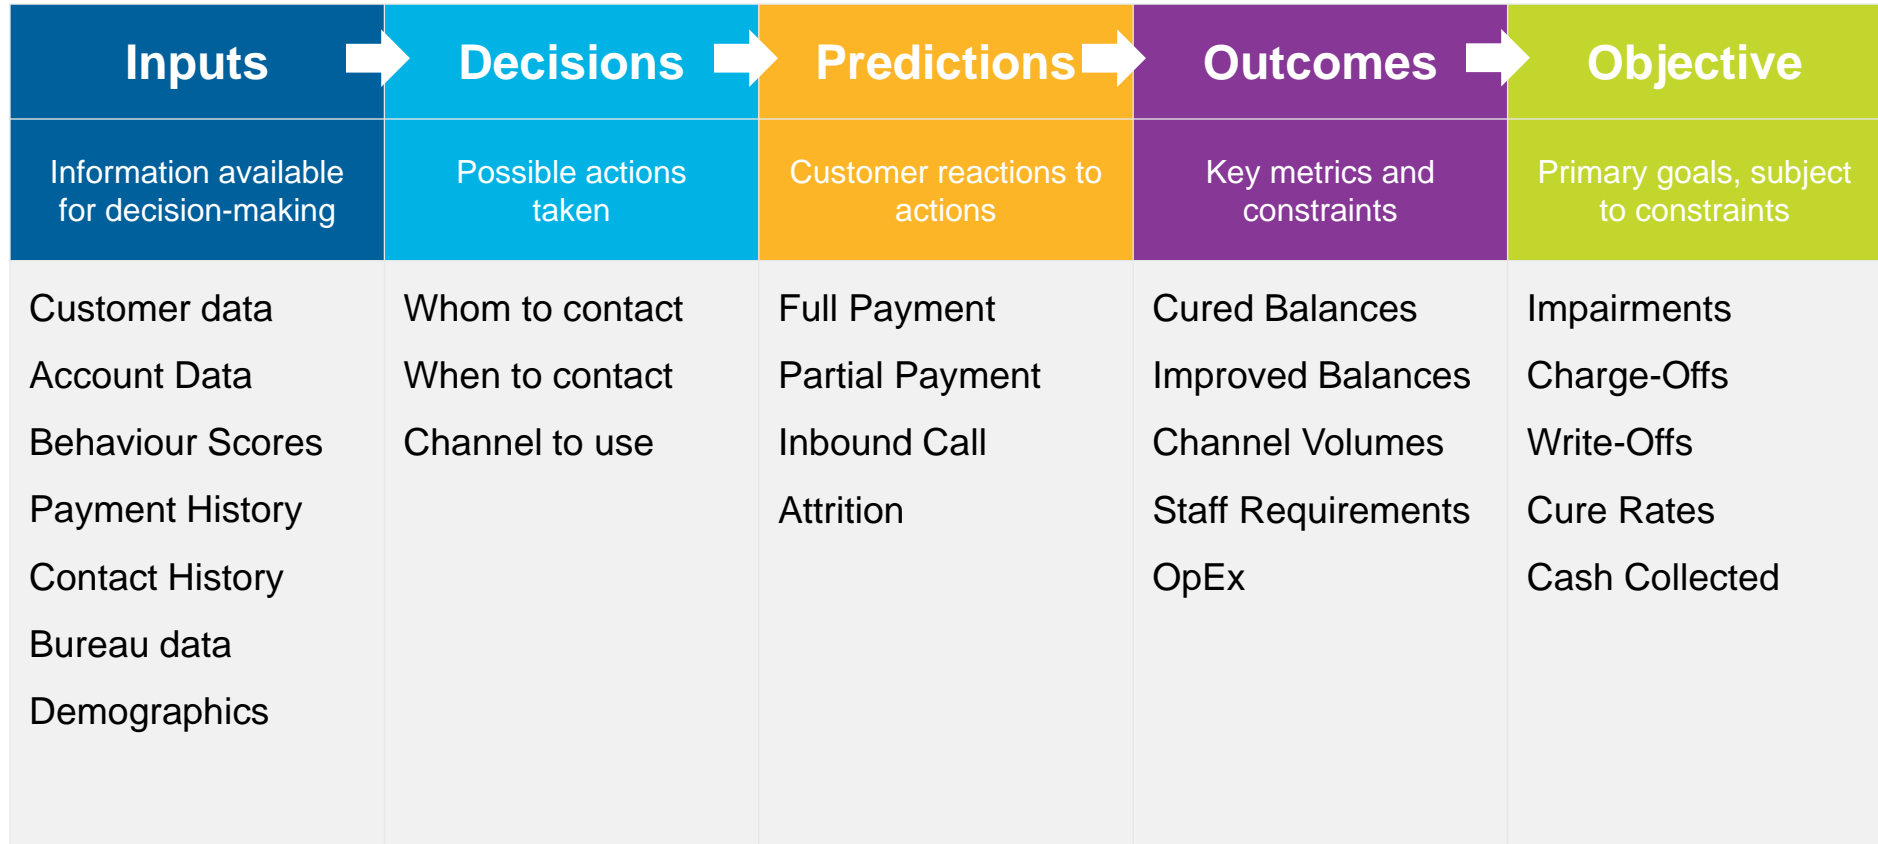 Inputs
Decisions
Predictions
Outcomes
Objective
Information available
for decision-making
Possible actions
taken
Customer reactions to
actions
Key metrics and
constraints
Primary goals, subject
to constraints
Customer data
Account Data
Behaviour Scores
Payment History
Contact History
Bureau data
Demographics
Whom to contact
When to contact
Channel to use
Full Payment
Partial Payment
Inbound Call
Attrition
Cured Balances
Improved Balances
Channel Volumes
Staff Requirements
OpEx
Impairments
Charge-Offs
Write-Offs
Cure Rates
Cash Collected